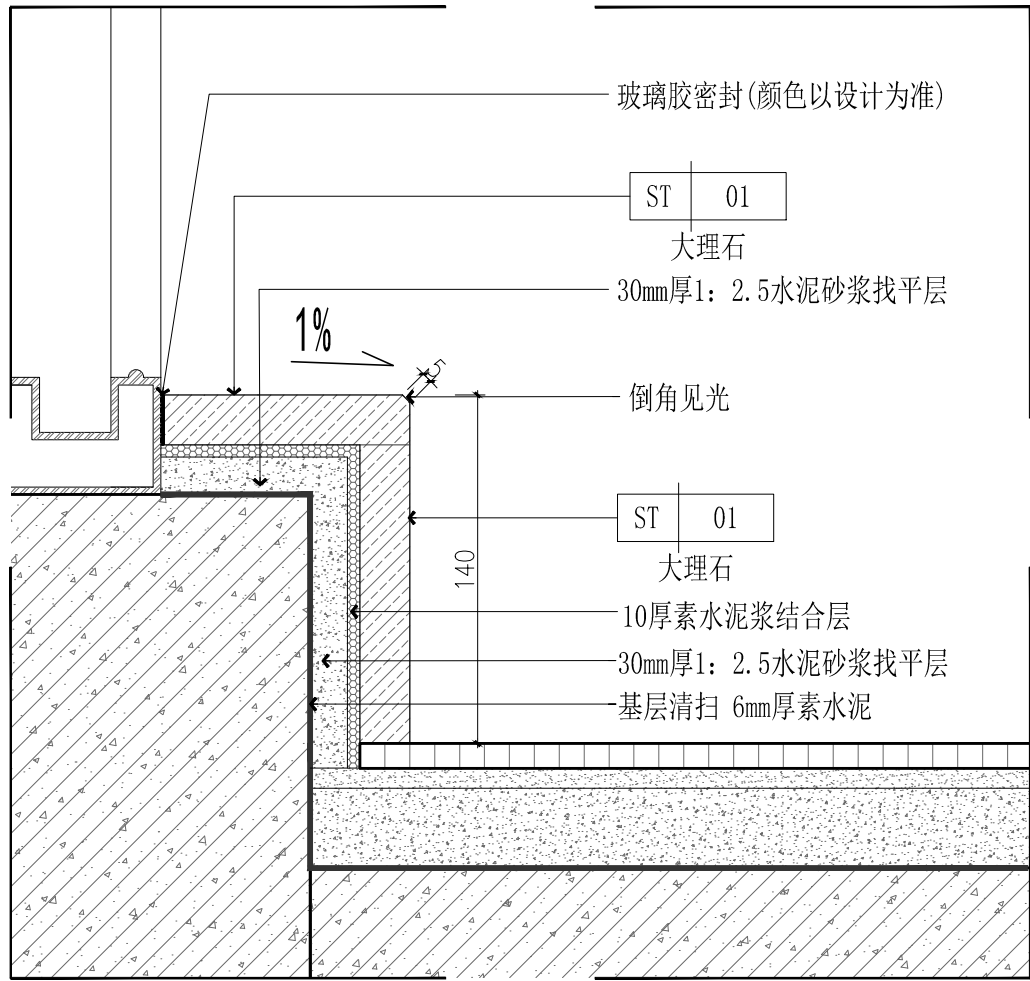 玻璃胶密封(颜色以设计为准)
ST 01
大理石
30mm厚1：2.5水泥砂浆找平层
1%
5
倒角见光
ST 01
大理石
140
10厚素水泥浆结合层
30mm厚1：2.5水泥砂浆找平层
基层清扫 6mm厚素水泥